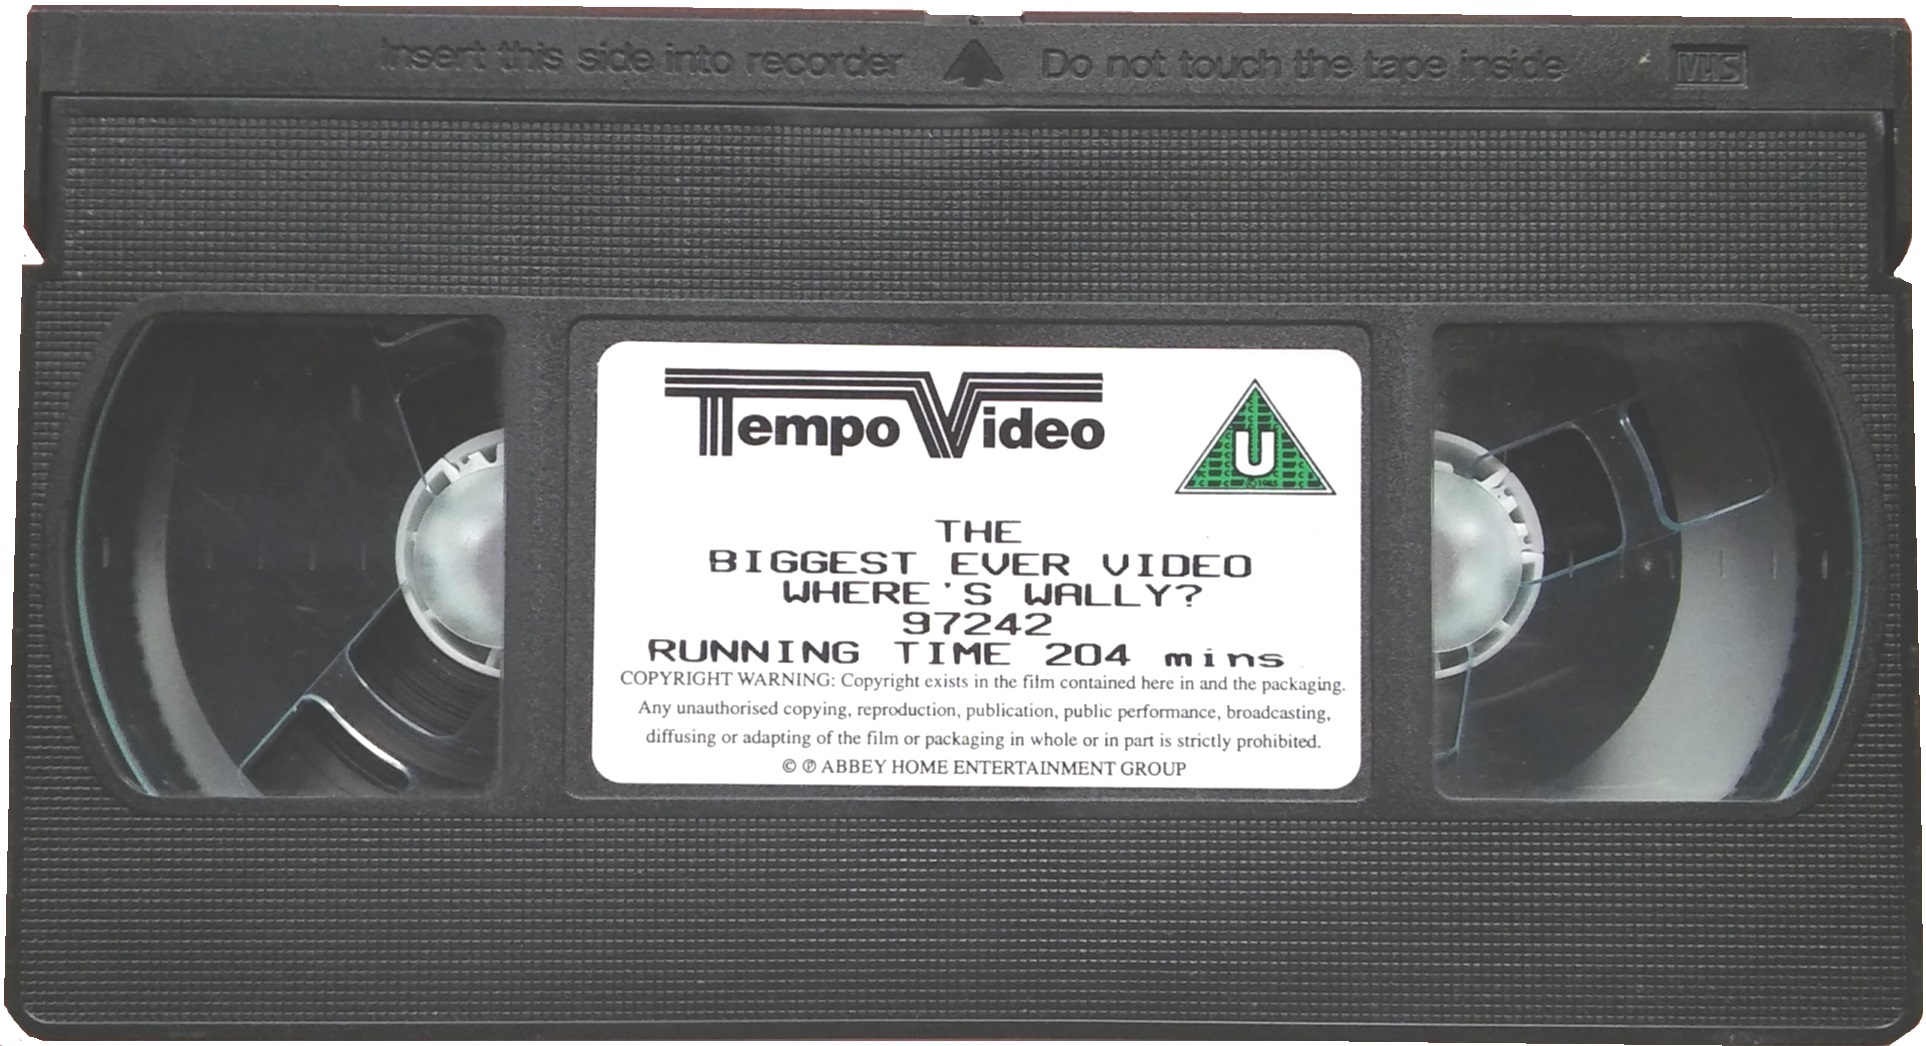 Insert this side into recorder Do not touch the tape inside VHS
Tempo Video
U
©1985
THE
BIGGEST EVER VIDEO
WHERE'S WALLY?
97242
RUNNING TIME 204 mins
COPYRIGHT WARNING: Copyright exists in the film contained here in and the packaging.
Any unauthorised copying, reproduction, publication, public performance, broadcasting,
diffusing or adapting of the film or packaging in whole or in part is strictly prohibited.
© ℗ ABBEY HOME ENTERTAINMENT GROUP